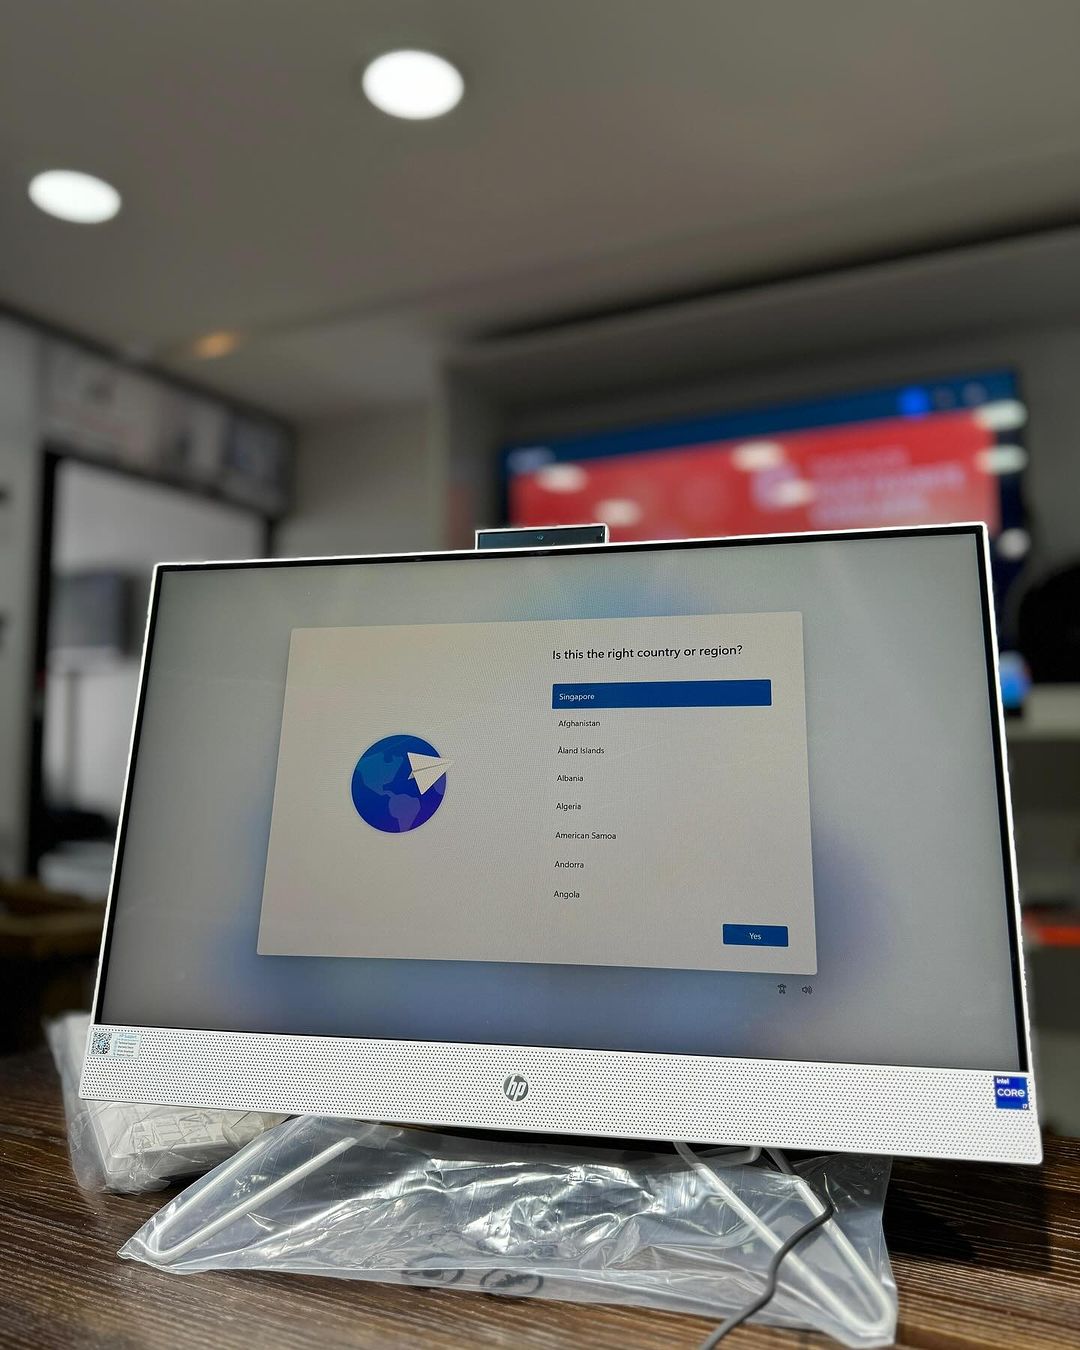 Is this the right country or region?
Singapore
Afghanistan
Åland Islands
Albania
Algeria
American Samoa
Andorra
Angola
Yes
hp
intel
CORE
i7